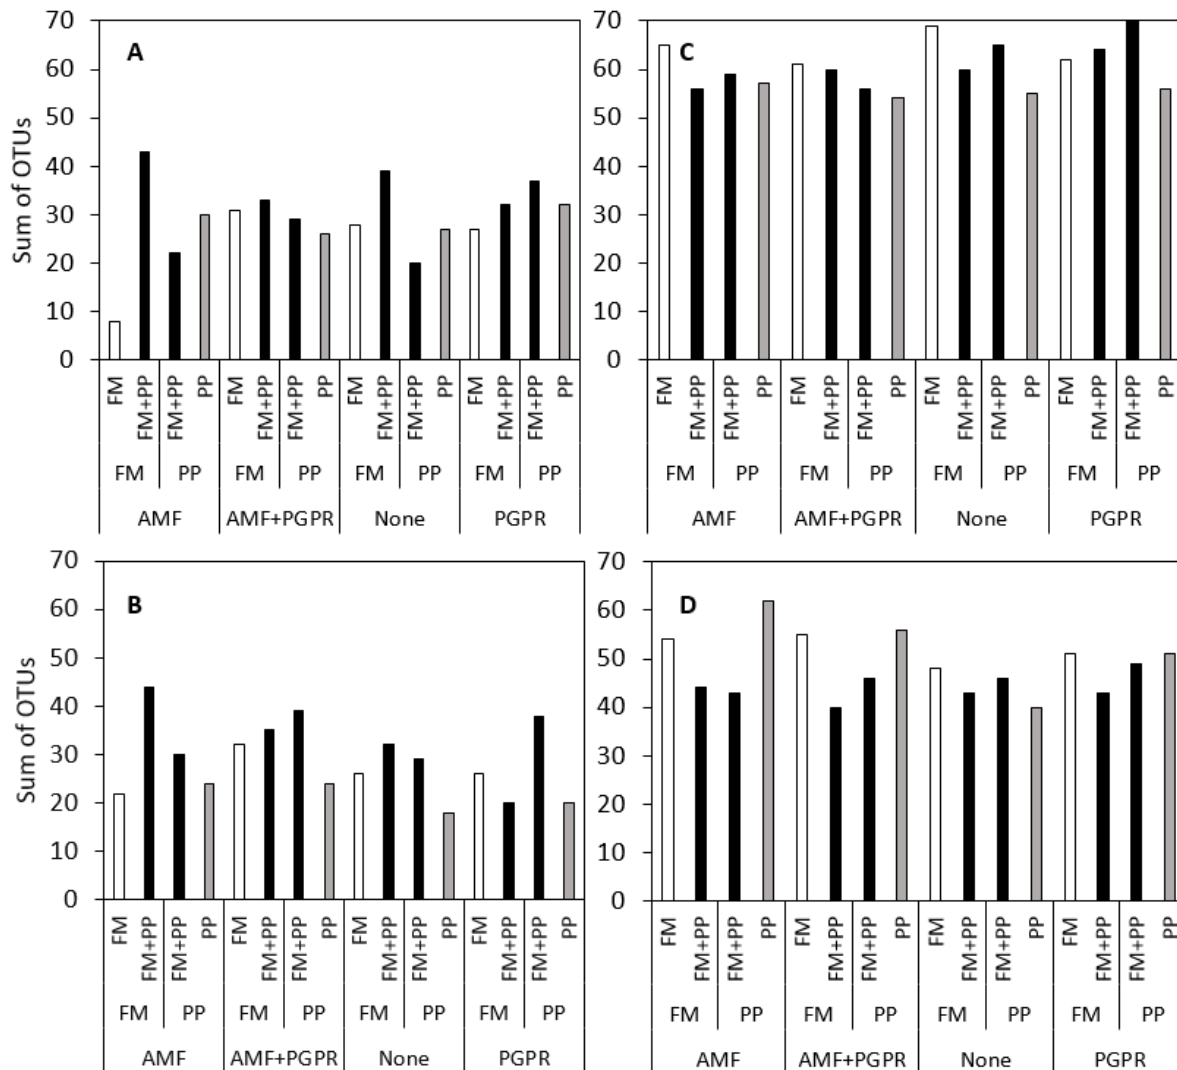 A
Sum of OTUs
70
60
50
40
30
20
10
0
FM FM+PP FM+PP PP FM FM+PP FM+PP PP FM FM+PP FM+PP PP FM FM+PP FM+PP PP
FM PP FM PP FM PP FM PP
AMF AMF+PGPR None PGPR
C
70
60
50
40
30
20
10
0
FM FM+PP FM+PP PP FM FM+PP FM+PP PP FM FM+PP FM+PP PP FM FM+PP FM+PP PP
FM PP FM PP FM PP FM PP
AMF AMF+PGPR None PGPR
B
Sum of OTUs
70
60
50
40
30
20
10
0
FM FM+PP FM+PP PP FM FM+PP FM+PP PP FM FM+PP FM+PP PP FM FM+PP FM+PP PP
FM PP FM PP FM PP FM PP
AMF AMF+PGPR None PGPR
D
70
60
50
40
30
20
10
0
FM FM+PP FM+PP PP FM FM+PP FM+PP PP FM FM+PP FM+PP PP FM FM+PP FM+PP PP
FM PP FM PP FM PP FM PP
AMF AMF+PGPR None PGPR